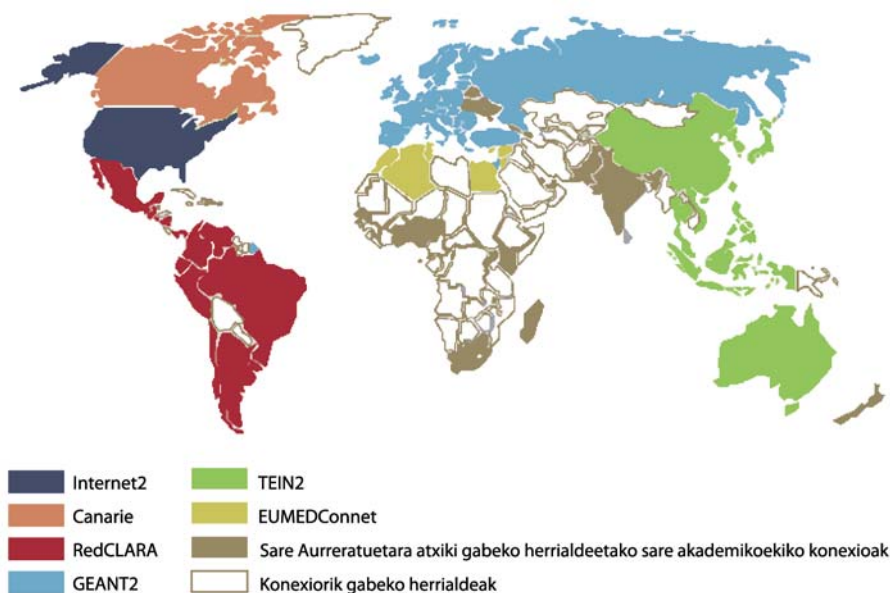 Internet2
Canarie
RedCLARA
GEANT2
TEIN2
EUMEDConnet
Sare Aurreratuetara atxiki gabeko herrialdeetako sare akademikoekiko konexioak
Konexiorik gabeko herrialdeak